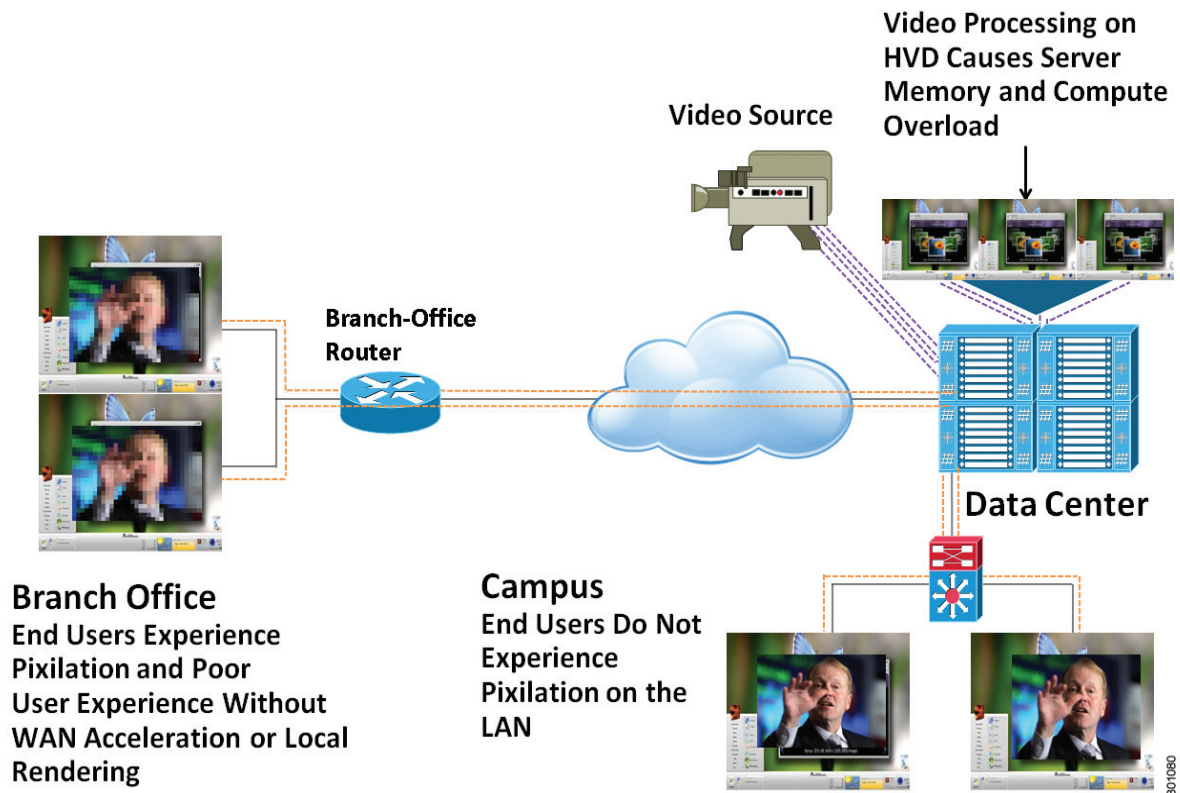 Video Processing on
HVD Causes Server
Memory and Compute
Overload
Video Source
Branch-Office
Router
Data Center
Branch Office
End Users Experience
Pixilation and Poor
User Experience Without
WAN Acceleration or Local
Rendering
Campus
End Users Do Not
Experience
Pixilation on the
LAN
301080